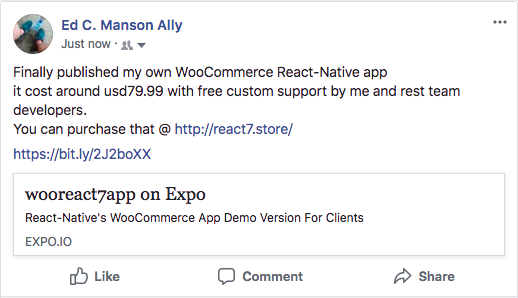 Ed C. Manson Ally
Just now ·
Finally published my own WooCommerce React-Native app
it cost around usd79.99 with free custom support by me and rest team
developers.
You can purchase that @ http://react7.store/
https://bit.ly/2J2boXX
wooreact7app on Expo
React-Native's WooCommerce App Demo Version For Clients
EXPO.IO
Like Comment Share